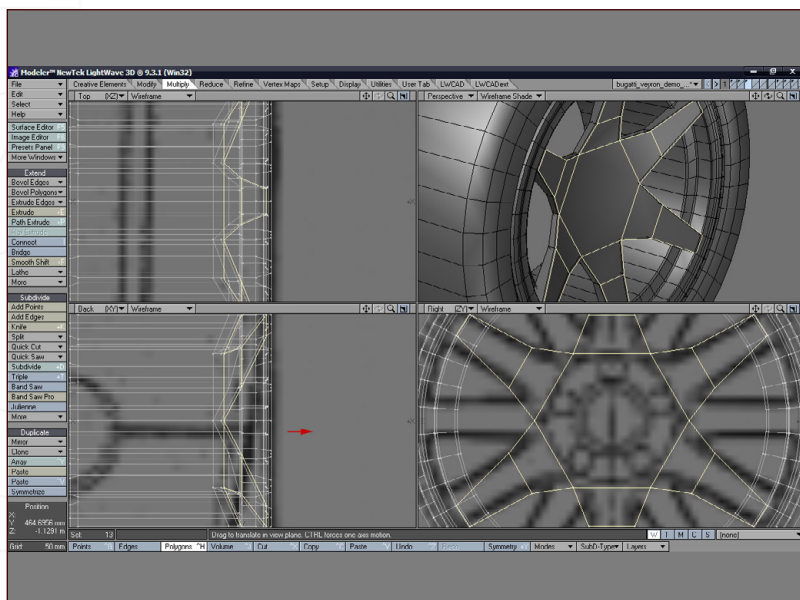 Modeler™ NewTek LightWave 3D ® 9.3.1 (Win32)
File Creative Elements Modify Multiply Reduce Refine Vertex Maps Setup Display Utilities User Tab LWCAD LWCADext bugatti_veyron_demo_... 1
Edit Top (XZ) Wireframe Perspective Wireframe Shade
Select
Help
Surface Editor
Image Editor
Presets Panel
More Windows
Extend
Bevel Edges
Bevel Polygons
Extrude Edges
Extrude
Path Extrude
Connect
Bridge
Smooth Shift
Lathe
More
Subdivide
Add Points Back (XY) Wireframe Right (ZY) Wireframe
Add Edges
Knife
Split
Quick Cut
Quick Saw
Subdivide
Triple
Band Saw
Band Saw Pro
Julienne
More
Duplicate
Mirror
Clone
Array
Paste
Paste
Symmetrize
Position
X:
Y: 464.6956 mm
Z: -1.1291 m
Sel: 13 Drag to translate in view plane. CTRL forces one axis motion. W T M C S (none)
Grid: 50 mm Points Edges Polygons ^H Volume Cut Copy Paste Undo Symmetry Modes SubD-Type Layers